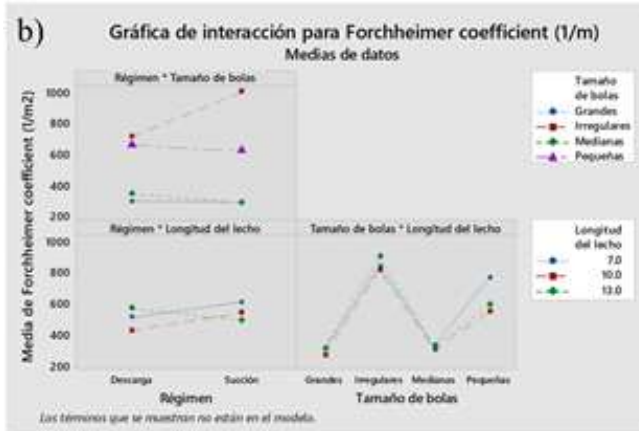 b)
Gráfica de interacción para Forchheimer coefficient (1/m)
Medias de datos
Media de Forchheimer coefficient (1/m2)
Régimen * Tamaño de bolas
1000
800
600
400
200
Tamaño
de bolas
Grandes
Irregulares
Medianas
Pequeñas
Régimen * Longitud del lecho
Tamaño de bolas * Longitud del lecho
1000
800
600
400
200
Longitud
del lecho
7.0
10.0
13.0
Descarga
Succión
Grandes
Irregulares
Medianas
Pequeñas
Régimen
Tamaño de bolas
Los términos que se muestran no están en el modelo.